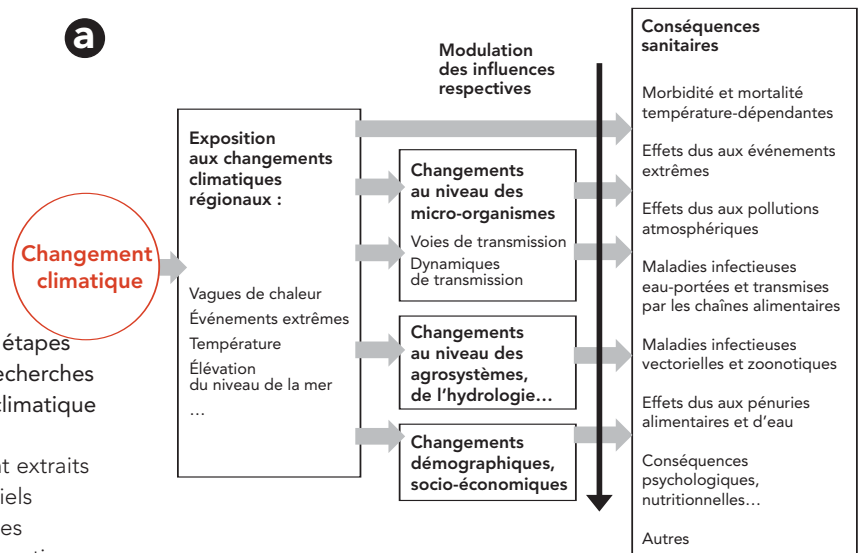 a
Modulation
des influences
respectives
Conséquences
sanitaires
Morbidité et mortalité
température-dépendantes
Effets dus aux événements
extrêmes
Effets dus aux pollutions
atmosphériques
Maladies infectieuses
eau-portées et transmises
par les chaînes alimentaires
Maladies infectieuses
vectorielles et zoonotiques
Effets dus aux pénuries
alimentaires et d’eau
Conséquences
psychologiques,
nutritionnelles…
Autres
Exposition
aux changements
climatiques
régionaux :
Vagues de chaleur
Événements extrêmes
Température
Élévation
du niveau de la mer
…
Changements
au niveau des
micro-organismes
Voies de transmission
Dynamiques
de transmission
Changements
au niveau des
agrosystèmes,
de l’hydrologie…
Changements
démographiques,
socio-économiques
Changement
climatique
étapes
echerches
limatique
t extraits
iels
es